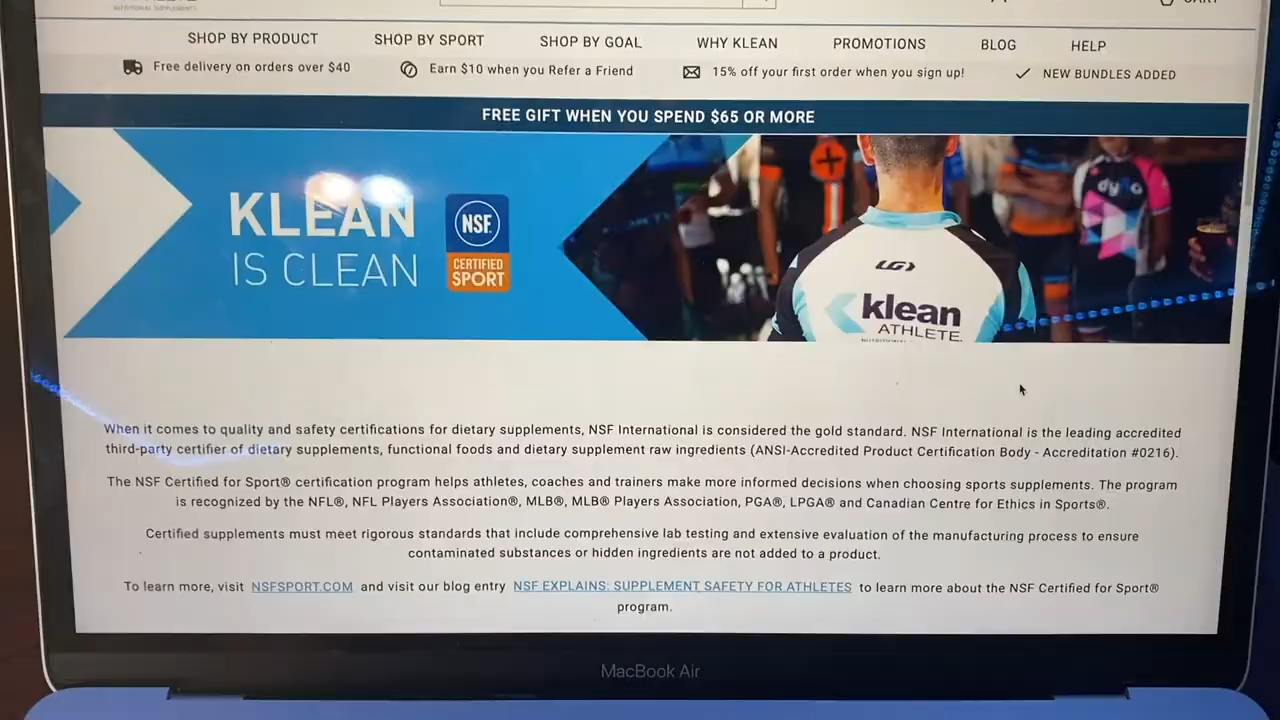 NUTRITIONAL SUPPLEMENTS
CART
SHOP BY PRODUCT SHOP BY SPORT SHOP BY GOAL WHY KLEAN PROMOTIONS BLOG HELP
Free delivery on orders over $40 Earn $10 when you Refer a Friend 15% off your first order when you sign up! NEW BUNDLES ADDED
FREE GIFT WHEN YOU SPEND $65 OR MORE
KLEAN
IS CLEAN
NSF.
CERTIFIED
SPORT
LG
klean
ATHLETE.
When it comes to quality and safety certifications for dietary supplements, NSF International is considered the gold standard. NSF International is the leading accredited
third-party certifier of dietary supplements, functional foods and dietary supplement raw ingredients (ANSI-Accredited Product Certification Body - Accreditation #0216).
The NSF Certified for Sport® certification program helps athletes, coaches and trainers make more informed decisions when choosing sports supplements. The program
is recognized by the NFL®, NFL Players Association®, MLB®, MLB® Players Association, PGA®, LPGA® and Canadian Centre for Ethics in Sports®.
Certified supplements must meet rigorous standards that include comprehensive lab testing and extensive evaluation of the manufacturing process to ensure
contaminated substances or hidden ingredients are not added to a product.
To learn more, visit NSFSPORT.COM and visit our blog entry NSF EXPLAINS: SUPPLEMENT SAFETY FOR ATHLETES to learn more about the NSF Certified for Sport®
program.
MacBook Air